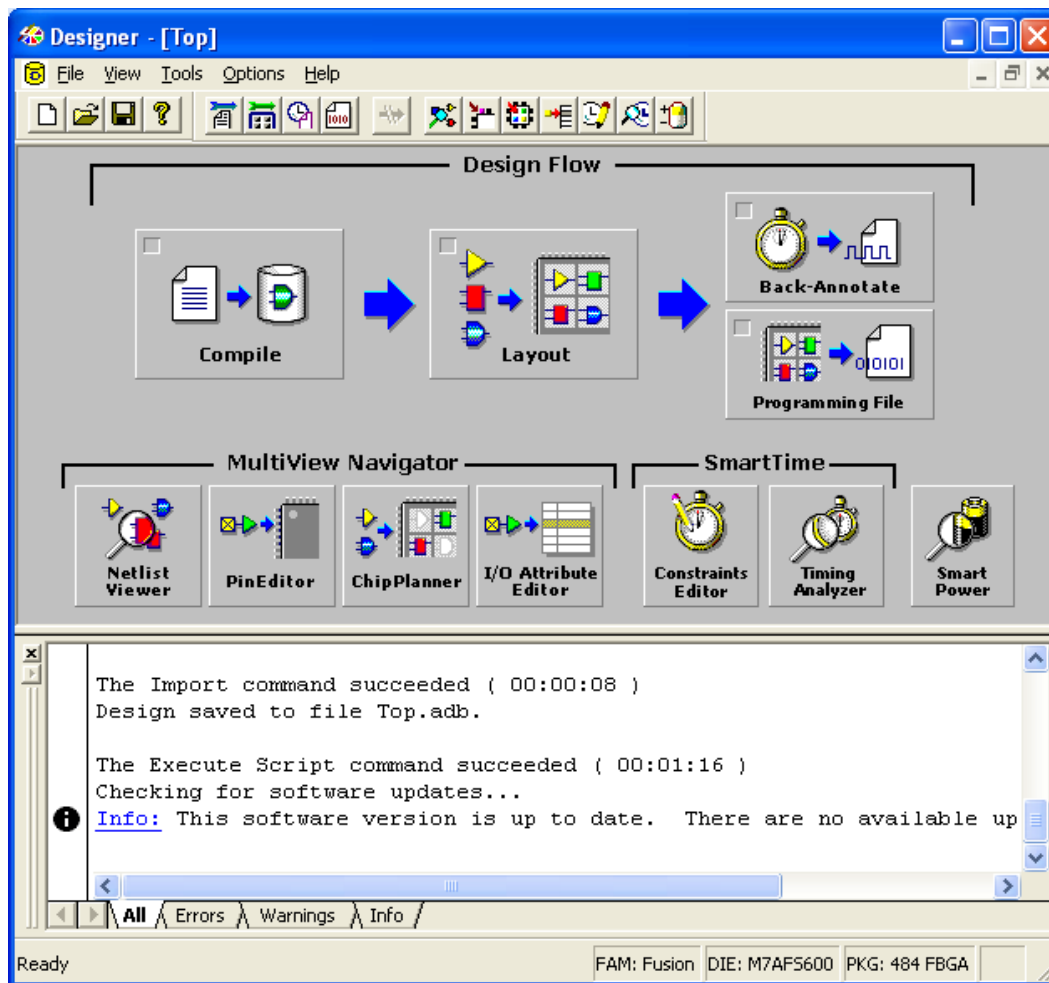 Designer - [Top]
File View Tools Options Help
Design Flow
Compile
Layout
Back-Annotate
010101
Programming File
MultiView Navigator
SmartTime
Netlist
Viewer
PinEditor
ChipPlanner
I/O Attribute
Editor
Constraints
Editor
Timing
Analyzer
Smart
Power
The Import command succeeded ( 00:00:08 )
Design saved to file Top.adb.
The Execute Script command succeeded ( 00:01:16 )
Checking for software updates...
Info: This software version is up to date.  There are no available up
All Errors Warnings Info
Ready FAM: Fusion DIE: M7AFS600 PKG: 484 FBGA